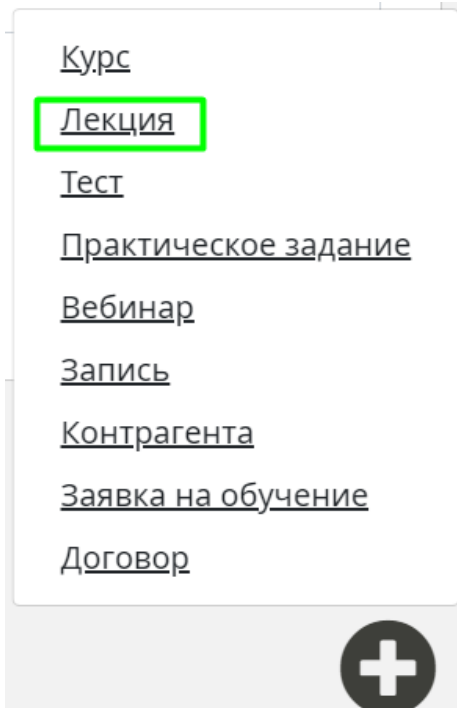 Курс
Лекция
Тест
Практическое задание
Вебинар
Запись
Контрагента
Заявка на обучение
Договор